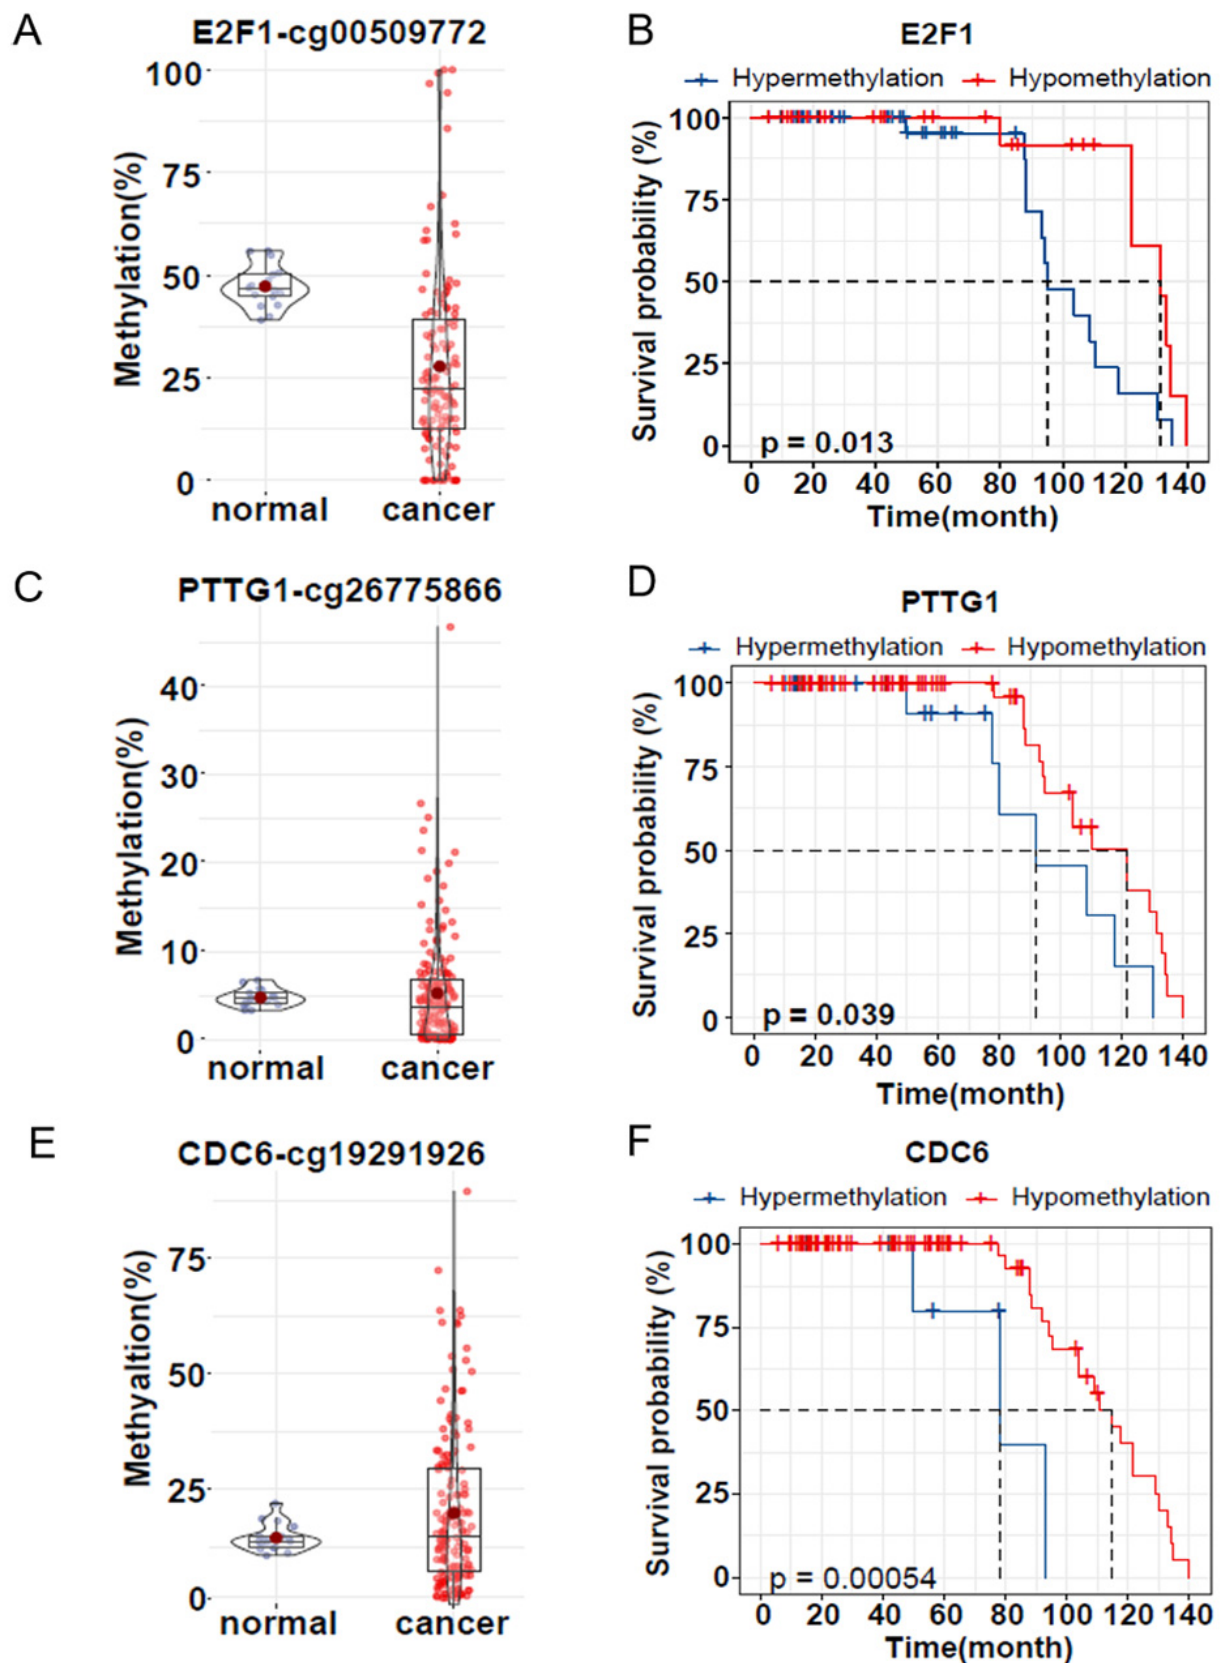 A
E2F1-cg00509772
Methylation(%)
100
75
50
25
0
normal cancer
B
E2F1
Hypermethylation Hypomethylation
Survival probability (%)
100
75
50
25
0
p = 0.013
0 20 40 60 80 100 120 140
Time(month)
C
PTTG1-cg26775866
Methylation(%)
40
30
20
10
0
normal cancer
D
PTTG1
Hypermethylation Hypomethylation
Survival probability (%)
100
75
50
25
0
p = 0.039
0 20 40 60 80 100 120 140
Time(month)
E
CDC6-cg19291926
Methyaltion(%)
75
50
25
0
normal cancer
F
CDC6
Hypermethylation Hypomethylation
Survival probability (%)
100
75
50
25
0
p = 0.00054
0 20 40 60 80 100 120 140
Time(month)